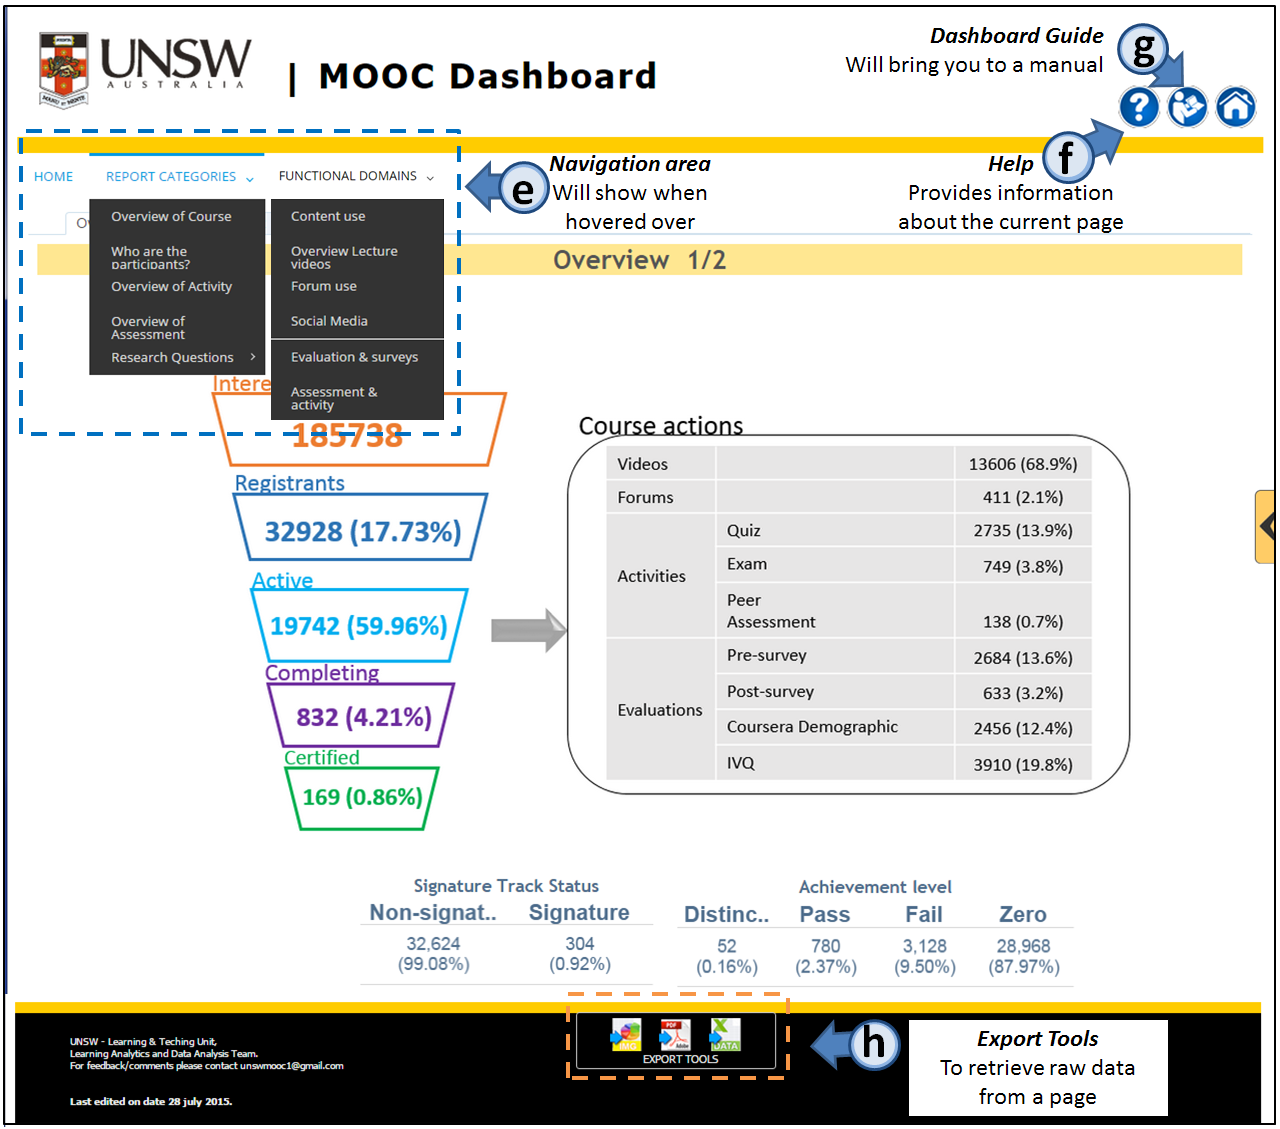 UNSW
AUSTRALIA
| MOOC Dashboard
Dashboard Guide
Will bring you to a manual
g
?
HOME
REPORT CATEGORIES
FUNCTIONAL DOMAINS
Overview of Course
Who are the
participants?
Overview of Activity
Overview of
Assessment
Research Questions
Content use
Overview Lecture
videos
Forum use
Social Media
Evaluation & surveys
Assessment &
activity
e
Navigation area
Will show when
hovered over
f
Help
Provides information
about the current page
Overview 1/2
185738
Registrants
32928 (17.73%)
Active
19742 (59.96%)
Completing
832 (4.21%)
Certified
169 (0.86%)
Course actions
Videos 13606 (68.9%)
Forums 411 (2.1%)
Activities
Quiz 2735 (13.9%)
Exam 749 (3.8%)
Peer
Assessment 138 (0.7%)
Evaluations
Pre-survey 2684 (13.6%)
Post-survey 633 (3.2%)
Coursera Demographic 2456 (12.4%)
IVQ 3910 (19.8%)
Signature Track Status
Non-signat.. Signature
32,624 304
(99.08%) (0.92%)
Achievement level
Distinc.. Pass Fail Zero
52 780 3,128 28,968
(0.16%) (2.37%) (9.50%) (87.97%)
UNSW - Learning & Teching Unit,
Learning Analytics and Data Analysis Team.
For feedback/comments please contact unswmooc1@gmail.com
Last edited on date 28 july 2015.
IMG PDF Adobe DATA
EXPORT TOOLS
h
Export Tools
To retrieve raw data
from a page